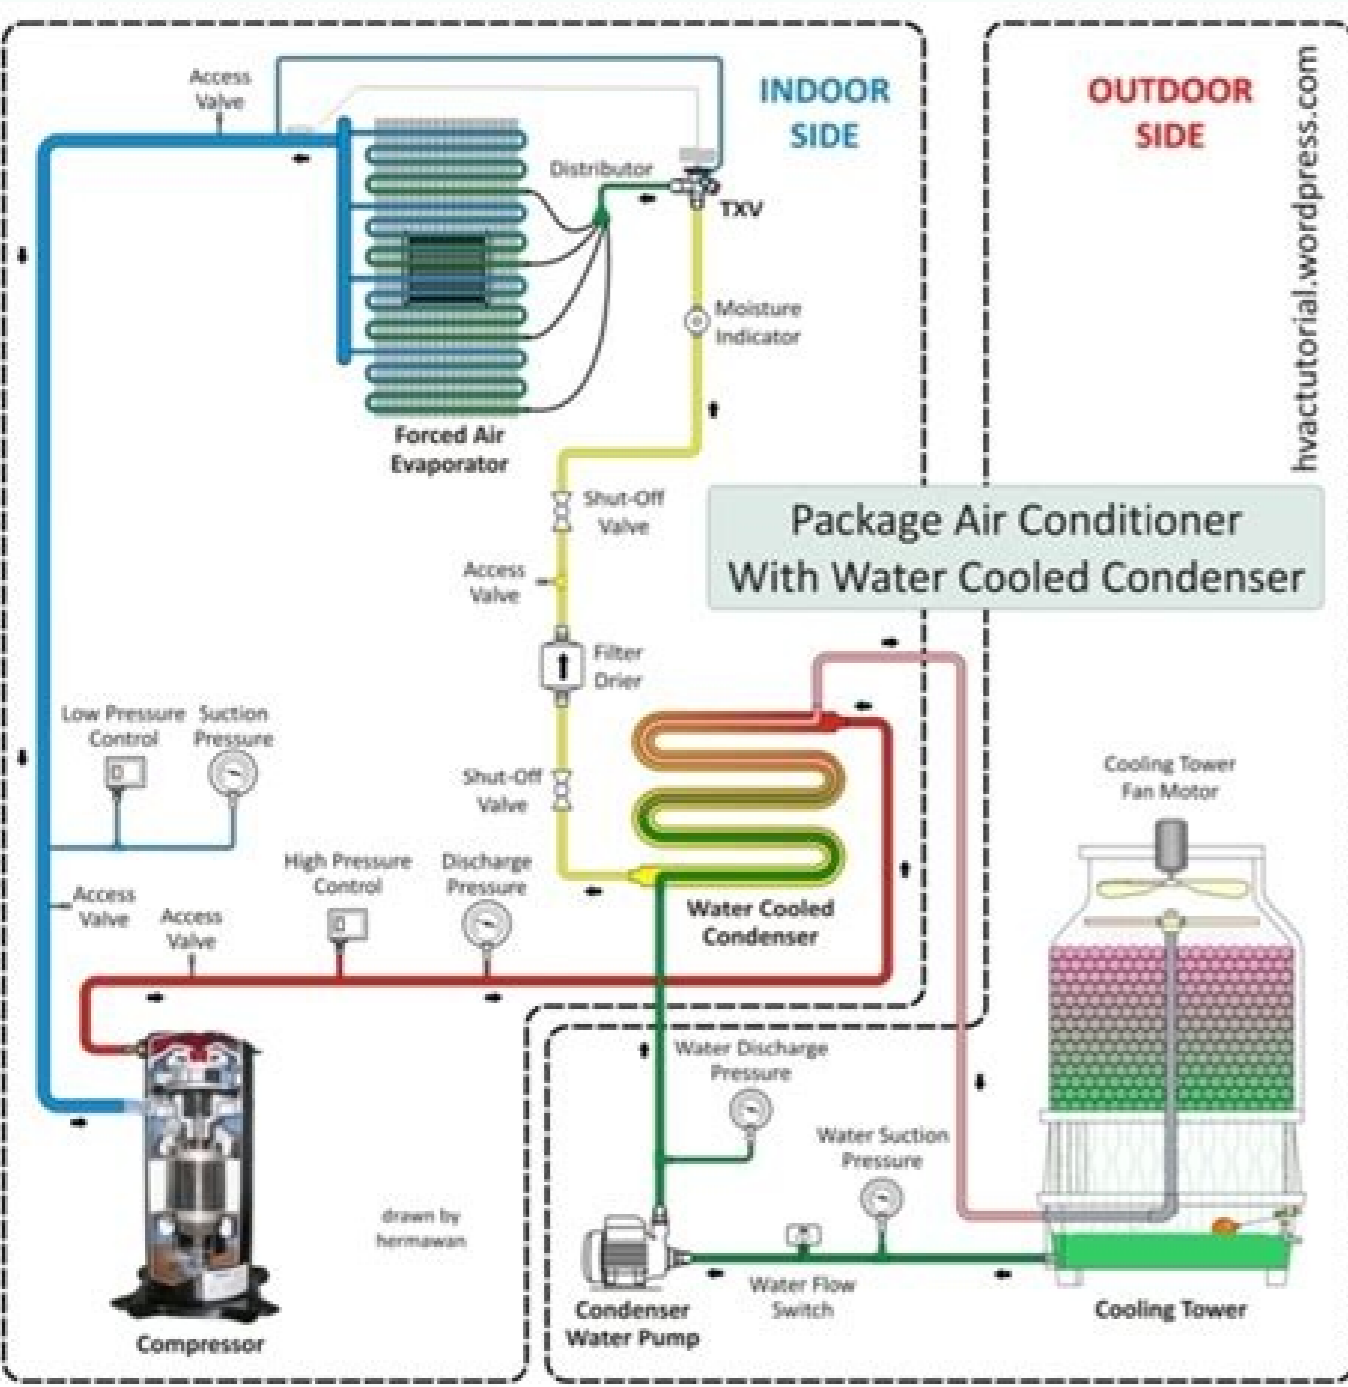 Access
Valve
INDOOR
SIDE
OUTDOOR
SIDE
hvactutorial.wordpress.com
Distributor
TXV
Moisture
Indicator
Forced Air
Evaporator
Shut-Off
Valve
Package Air Conditioner
With Water Cooled Condenser
Access
Valve
Filter
Drier
Low Pressure
Control
Suction
Pressure
Shut-Off
Valve
Cooling Tower
Fan Motor
High Pressure
Control
Discharge
Pressure
Access
Valve
Access
Valve
Water Cooled
Condenser
Water Discharge
Pressure
Water Suction
Pressure
drawn by
hermawan
Water Flow
Switch
Condenser
Water Pump
Cooling Tower
Compressor